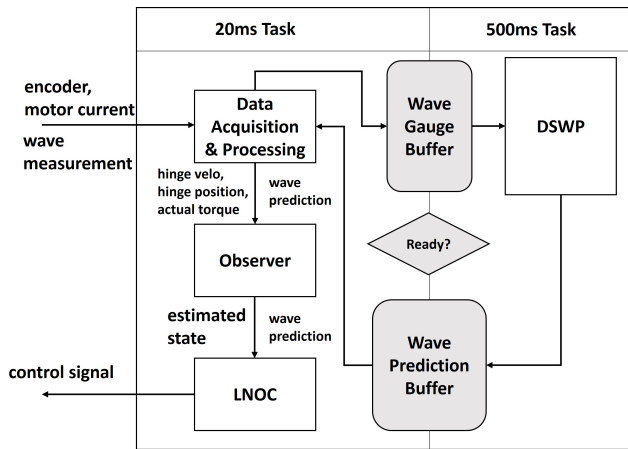 20ms Task
500ms Task
encoder,
motor current
wave
measurement
Data
Acquisition
& Processing
Wave
Gauge
Buffer
DSWP
hinge velo,
hinge position,
actual torque
wave
prediction
Ready?
Observer
estimated
state
wave
prediction
Wave
Prediction
Buffer
control signal
LNOC